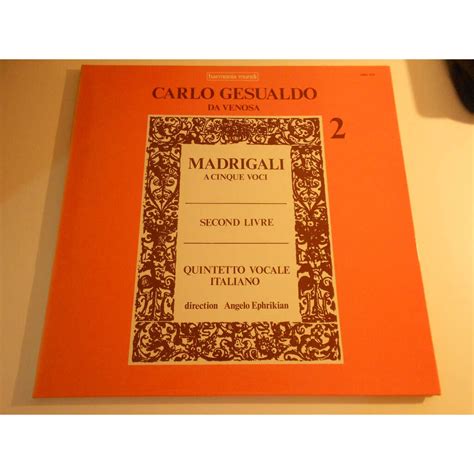 harmonia mundi
CARLO GESUALDO
DA VENOSA
2
MADRIGALI
A CINQUE VOCI
SECOND LIVRE
QUINTETTO VOCALE
ITALIANO
direction Angelo Ephrikian